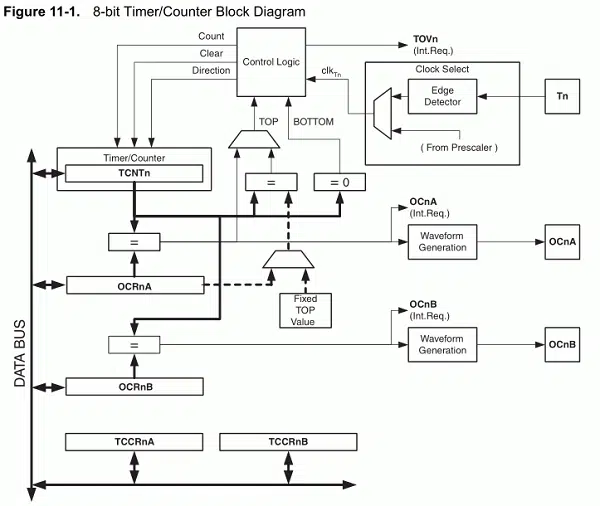 Figure 11-1. 8-bit Timer/Counter Block Diagram
Count
Clear
Direction
Control Logic
TOVn
(Int.Req.)
clkTn
Clock Select
Edge
Detector
Tn
( From Prescaler )
TOP
BOTTOM
Timer/Counter
TCNTn
=
= 0
OCnA
(Int.Req.)
=
Waveform
Generation
OCnA
OCRnA
Fixed
TOP
Value
OCnB
(Int.Req.)
=
Waveform
Generation
OCnB
DATA BUS
OCRnB
TCCRnA
TCCRnB